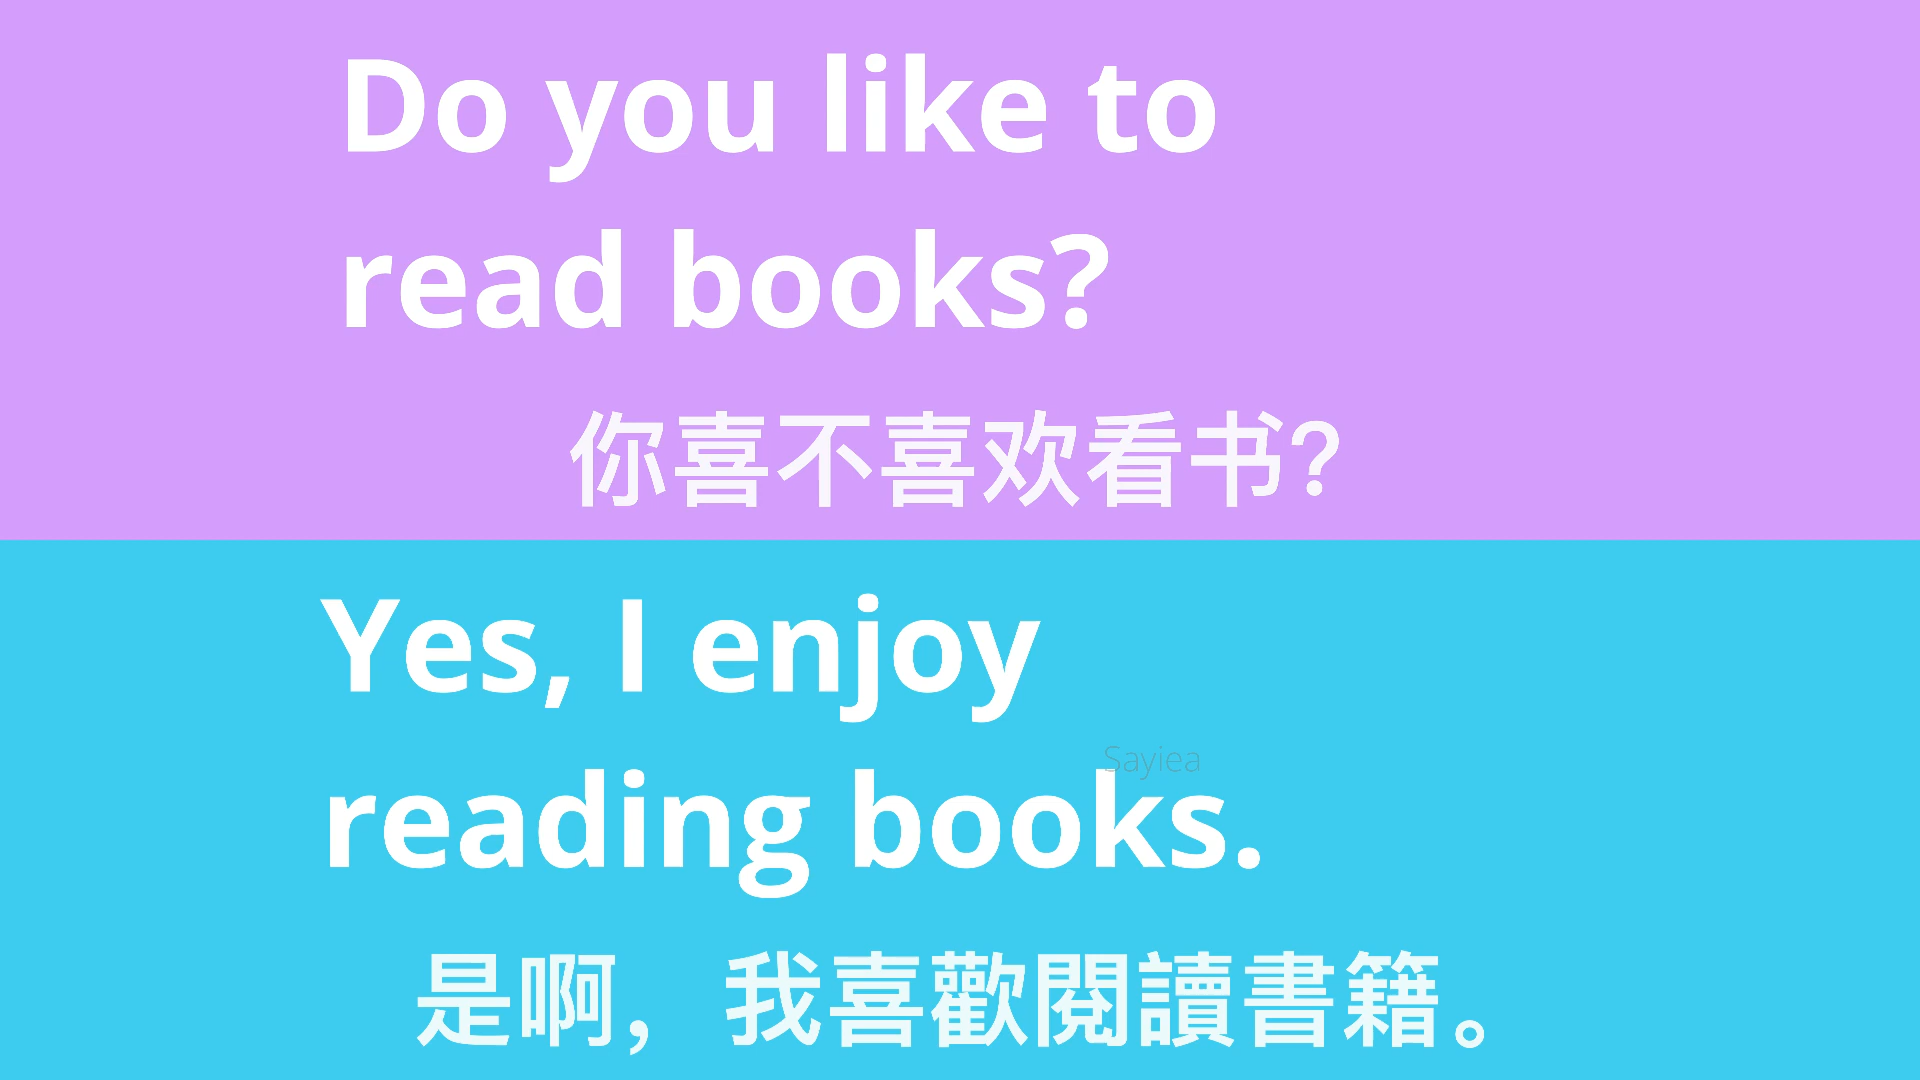 Do you like to
read books?
你喜不喜欢看书?
Yes, I enjoy
Sayiea
reading books.
是啊，我喜歡閱讀書籍。